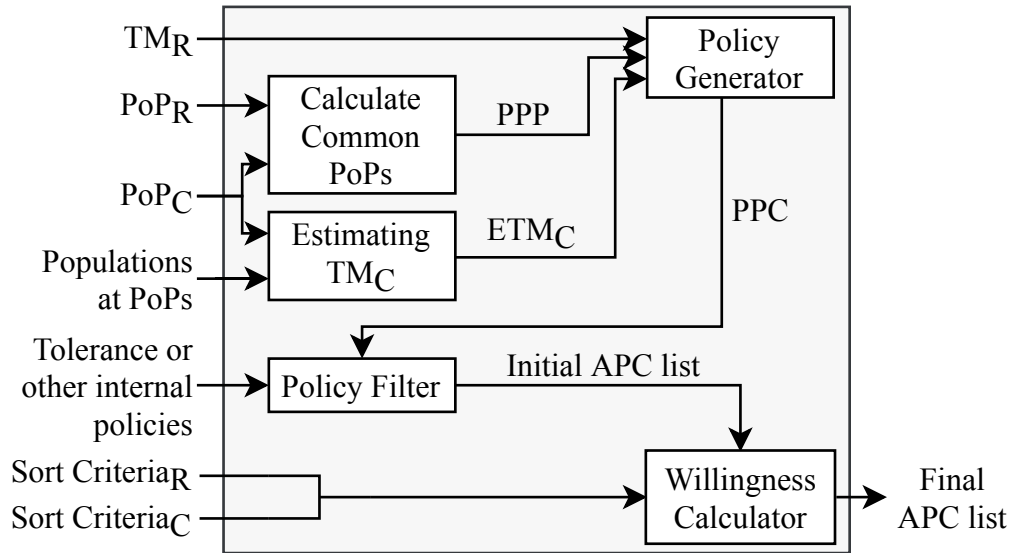 TMR
PoPR
PoPC
Populations
at PoPs
Tolerance or
other internal
policies
Sort CriteriaR
Sort CriteriaC
Calculate
Common
PoPs
PPP
Estimating
TMC
ETMC
Policy
Generator
PPC
Policy Filter
Initial APC list
Willingness
Calculator
Final
APC list